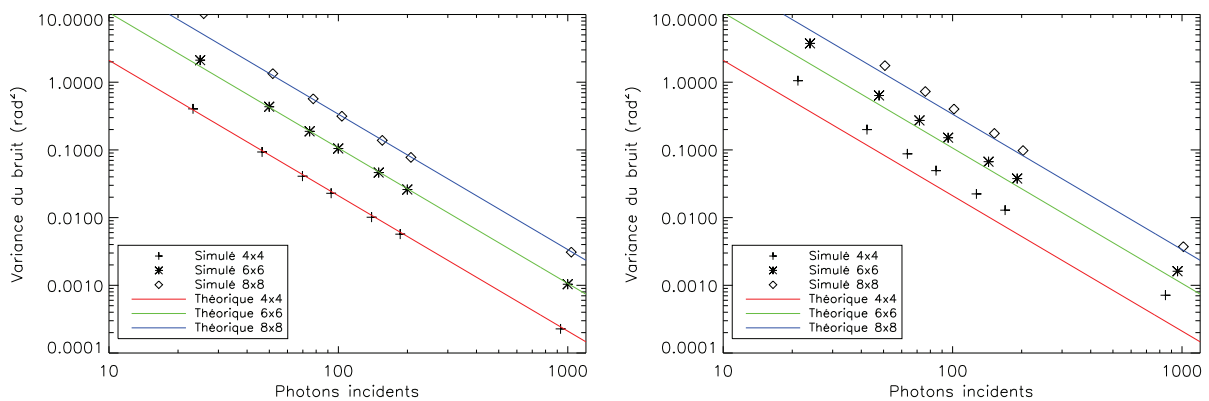 10.0000
1.0000
0.1000
0.0100
0.0010
0.0001
Variance du bruit (rad²)
Simulé 4x4
Simulé 6x6
Simulé 8x8
Théorique 4x4
Théorique 6x6
Théorique 8x8
10 100 1000
Photons incidents
10.0000
1.0000
0.1000
0.0100
0.0010
0.0001
Variance du bruit (rad²)
Simulé 4x4
Simulé 6x6
Simulé 8x8
Théorique 4x4
Théorique 6x6
Théorique 8x8
10 100 1000
Photons incidents